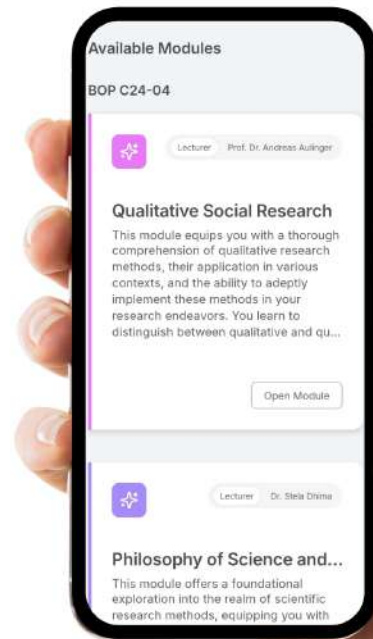 Available Modules
BOP C24-04
Lecturer Prof. Dr. Andreas Aulinger
Qualitative Social Research
This module equips you with a thorough
comprehension of qualitative research
methods, their application in various
contexts, and the ability to adeptly
implement these methods in your
research endeavors. You learn to
distinguish between qualitative and qu...
Open Module
Lecturer Dr. Stela Dhima
Philosophy of Science and...
This module offers a foundational
exploration into the realm of scientific
research methods, equipping you with